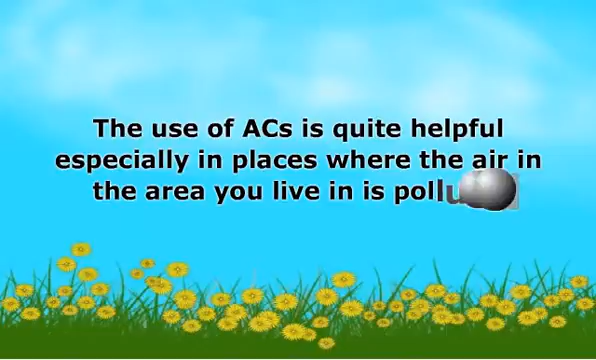 The use of ACs is quite helpful
especially in places where the air in
the area you live in is